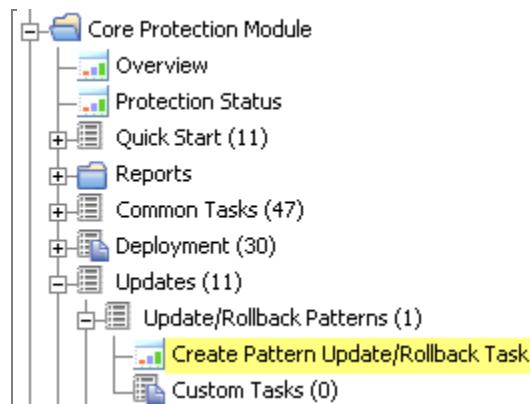 Core Protection Module
Overview
Protection Status
Quick Start (11)
Reports
Common Tasks (47)
Deployment (30)
Updates (11)
Update/Rollback Patterns (1)
Create Pattern Update/Rollback Task
Custom Tasks (0)